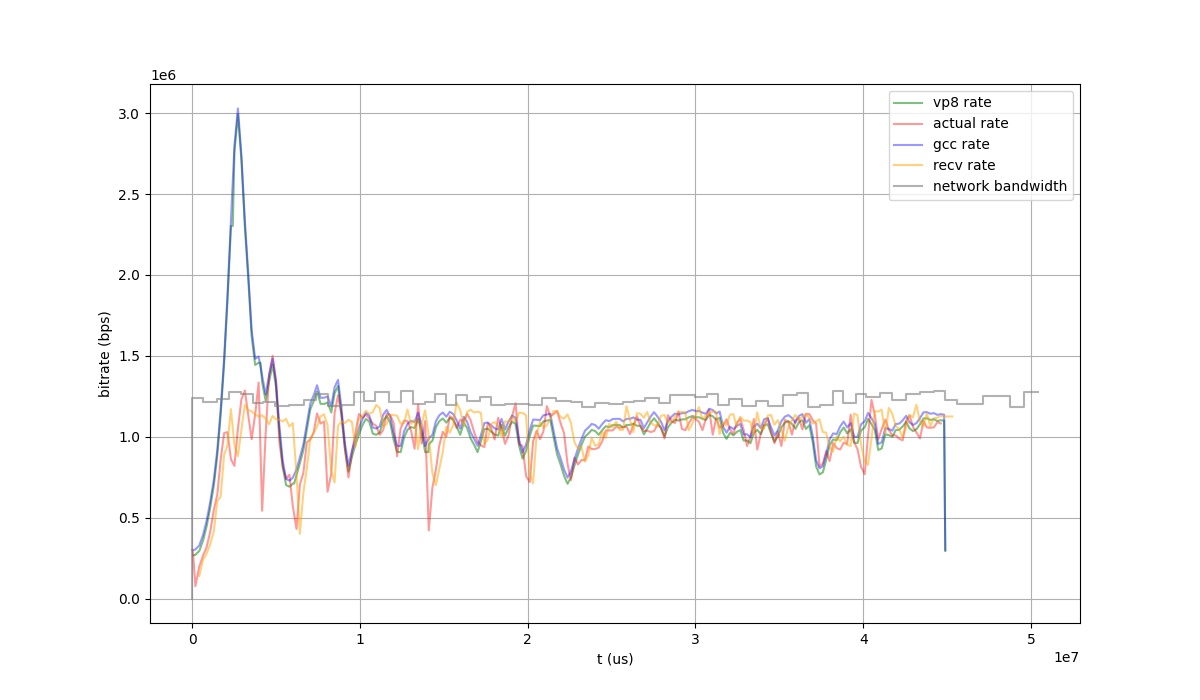 1e6
3.0
2.5
2.0
1.5
1.0
0.5
0.0
bitrate (bps)
vp8 rate
actual rate
gcc rate
recv rate
network bandwidth
0 1 2 3 4 5
1e7
t (us)